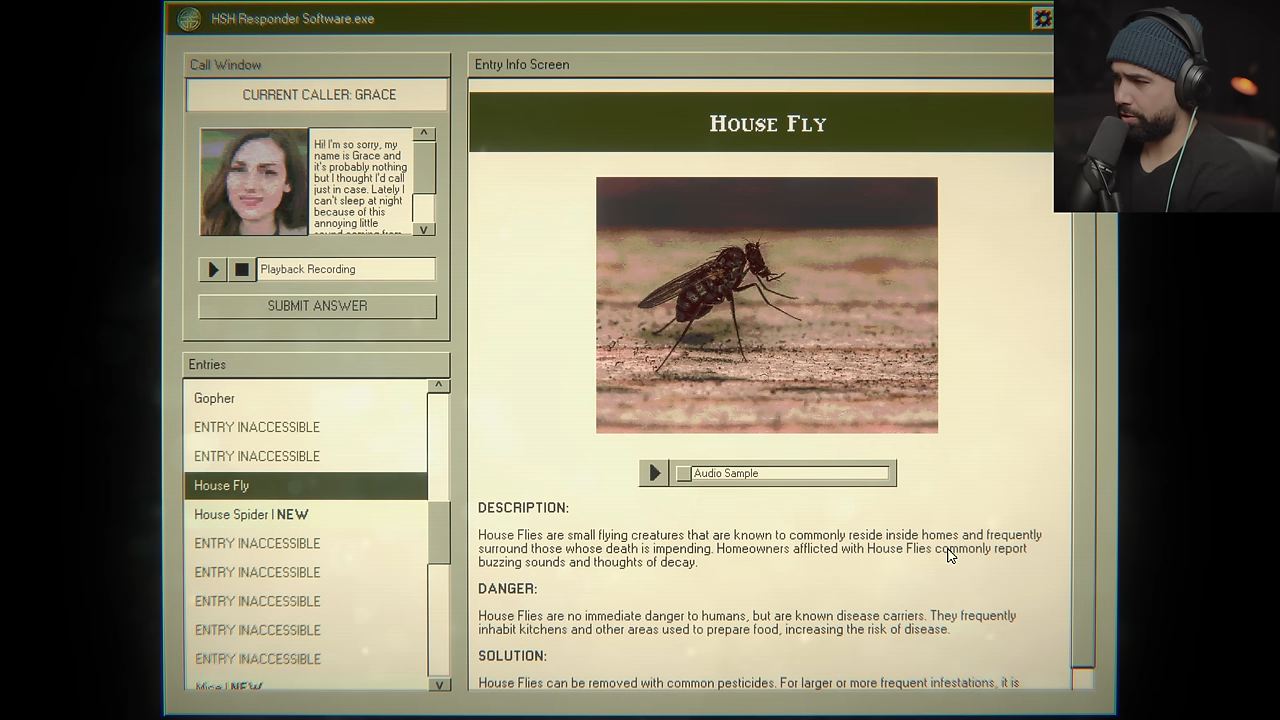 HSH Responder Software.exe
Call Window
CURRENT CALLER: GRACE
Hi! I'm so sorry, my
name is Grace and
it's probably nothing
but I thought I'd call
just in case. Lately I
can't sleep at night
because of this
annoying little
sound coming from
Playback Recording
SUBMIT ANSWER
Entries
Gopher
ENTRY INACCESSIBLE
ENTRY INACCESSIBLE
House Fly
House Spider | NEW
ENTRY INACCESSIBLE
ENTRY INACCESSIBLE
ENTRY INACCESSIBLE
ENTRY INACCESSIBLE
ENTRY INACCESSIBLE
Mice | NEW
Entry Info Screen
House Fly
Audio Sample
DESCRIPTION:
House Flies are small flying creatures that are known to commonly reside inside homes and frequently
surround those whose death is impending. Homeowners afflicted with House Flies commonly report
buzzing sounds and thoughts of decay.
DANGER:
House Flies are no immediate danger to humans, but are known disease carriers. They frequently
inhabit kitchens and other areas used to prepare food, increasing the risk of disease.
SOLUTION:
House Flies can be removed with common pesticides. For larger or more frequent infestations, it is